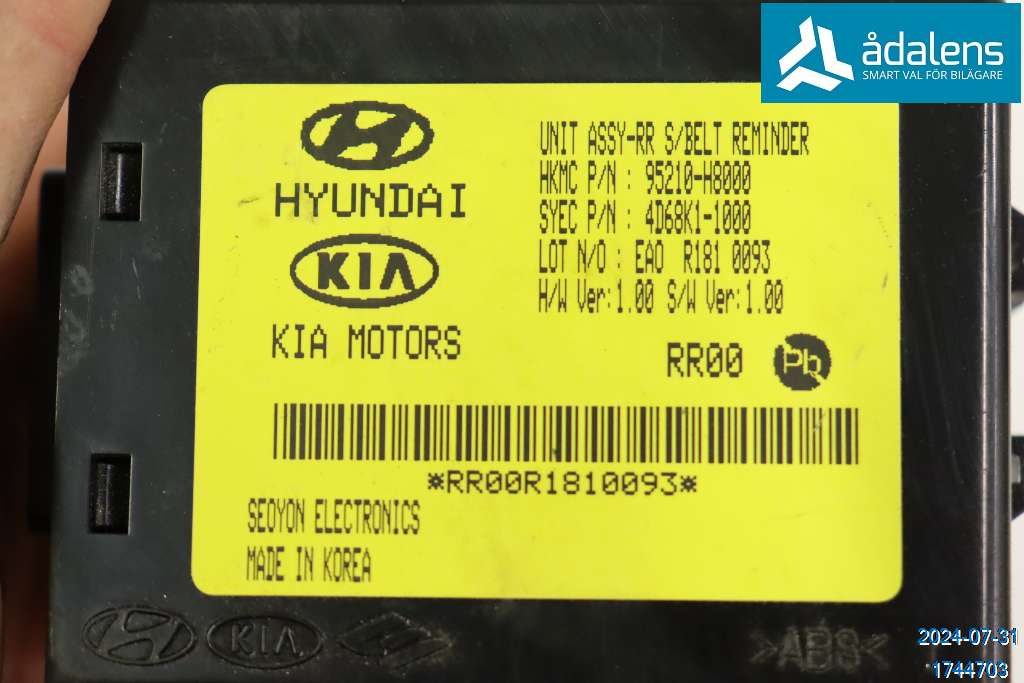 ådalens
SMART VAL FÖR BILÄGARE
HYUNDAI
KIA
KIA MOTORS
UNIT ASSY-RR S/BELT REMINDER
HKMC P/N : 95210-H8000
SYEC P/N : 4D68K1-1000
LOT N/O : EAO R181 0093
H/W Ver:1.00 S/W Ver:1.00
RR00 Pb
*RR00R1810093*
SEOYON ELECTRONICS
MADE IN KOREA
KIA
>ABS<
2024-07-31
1744703